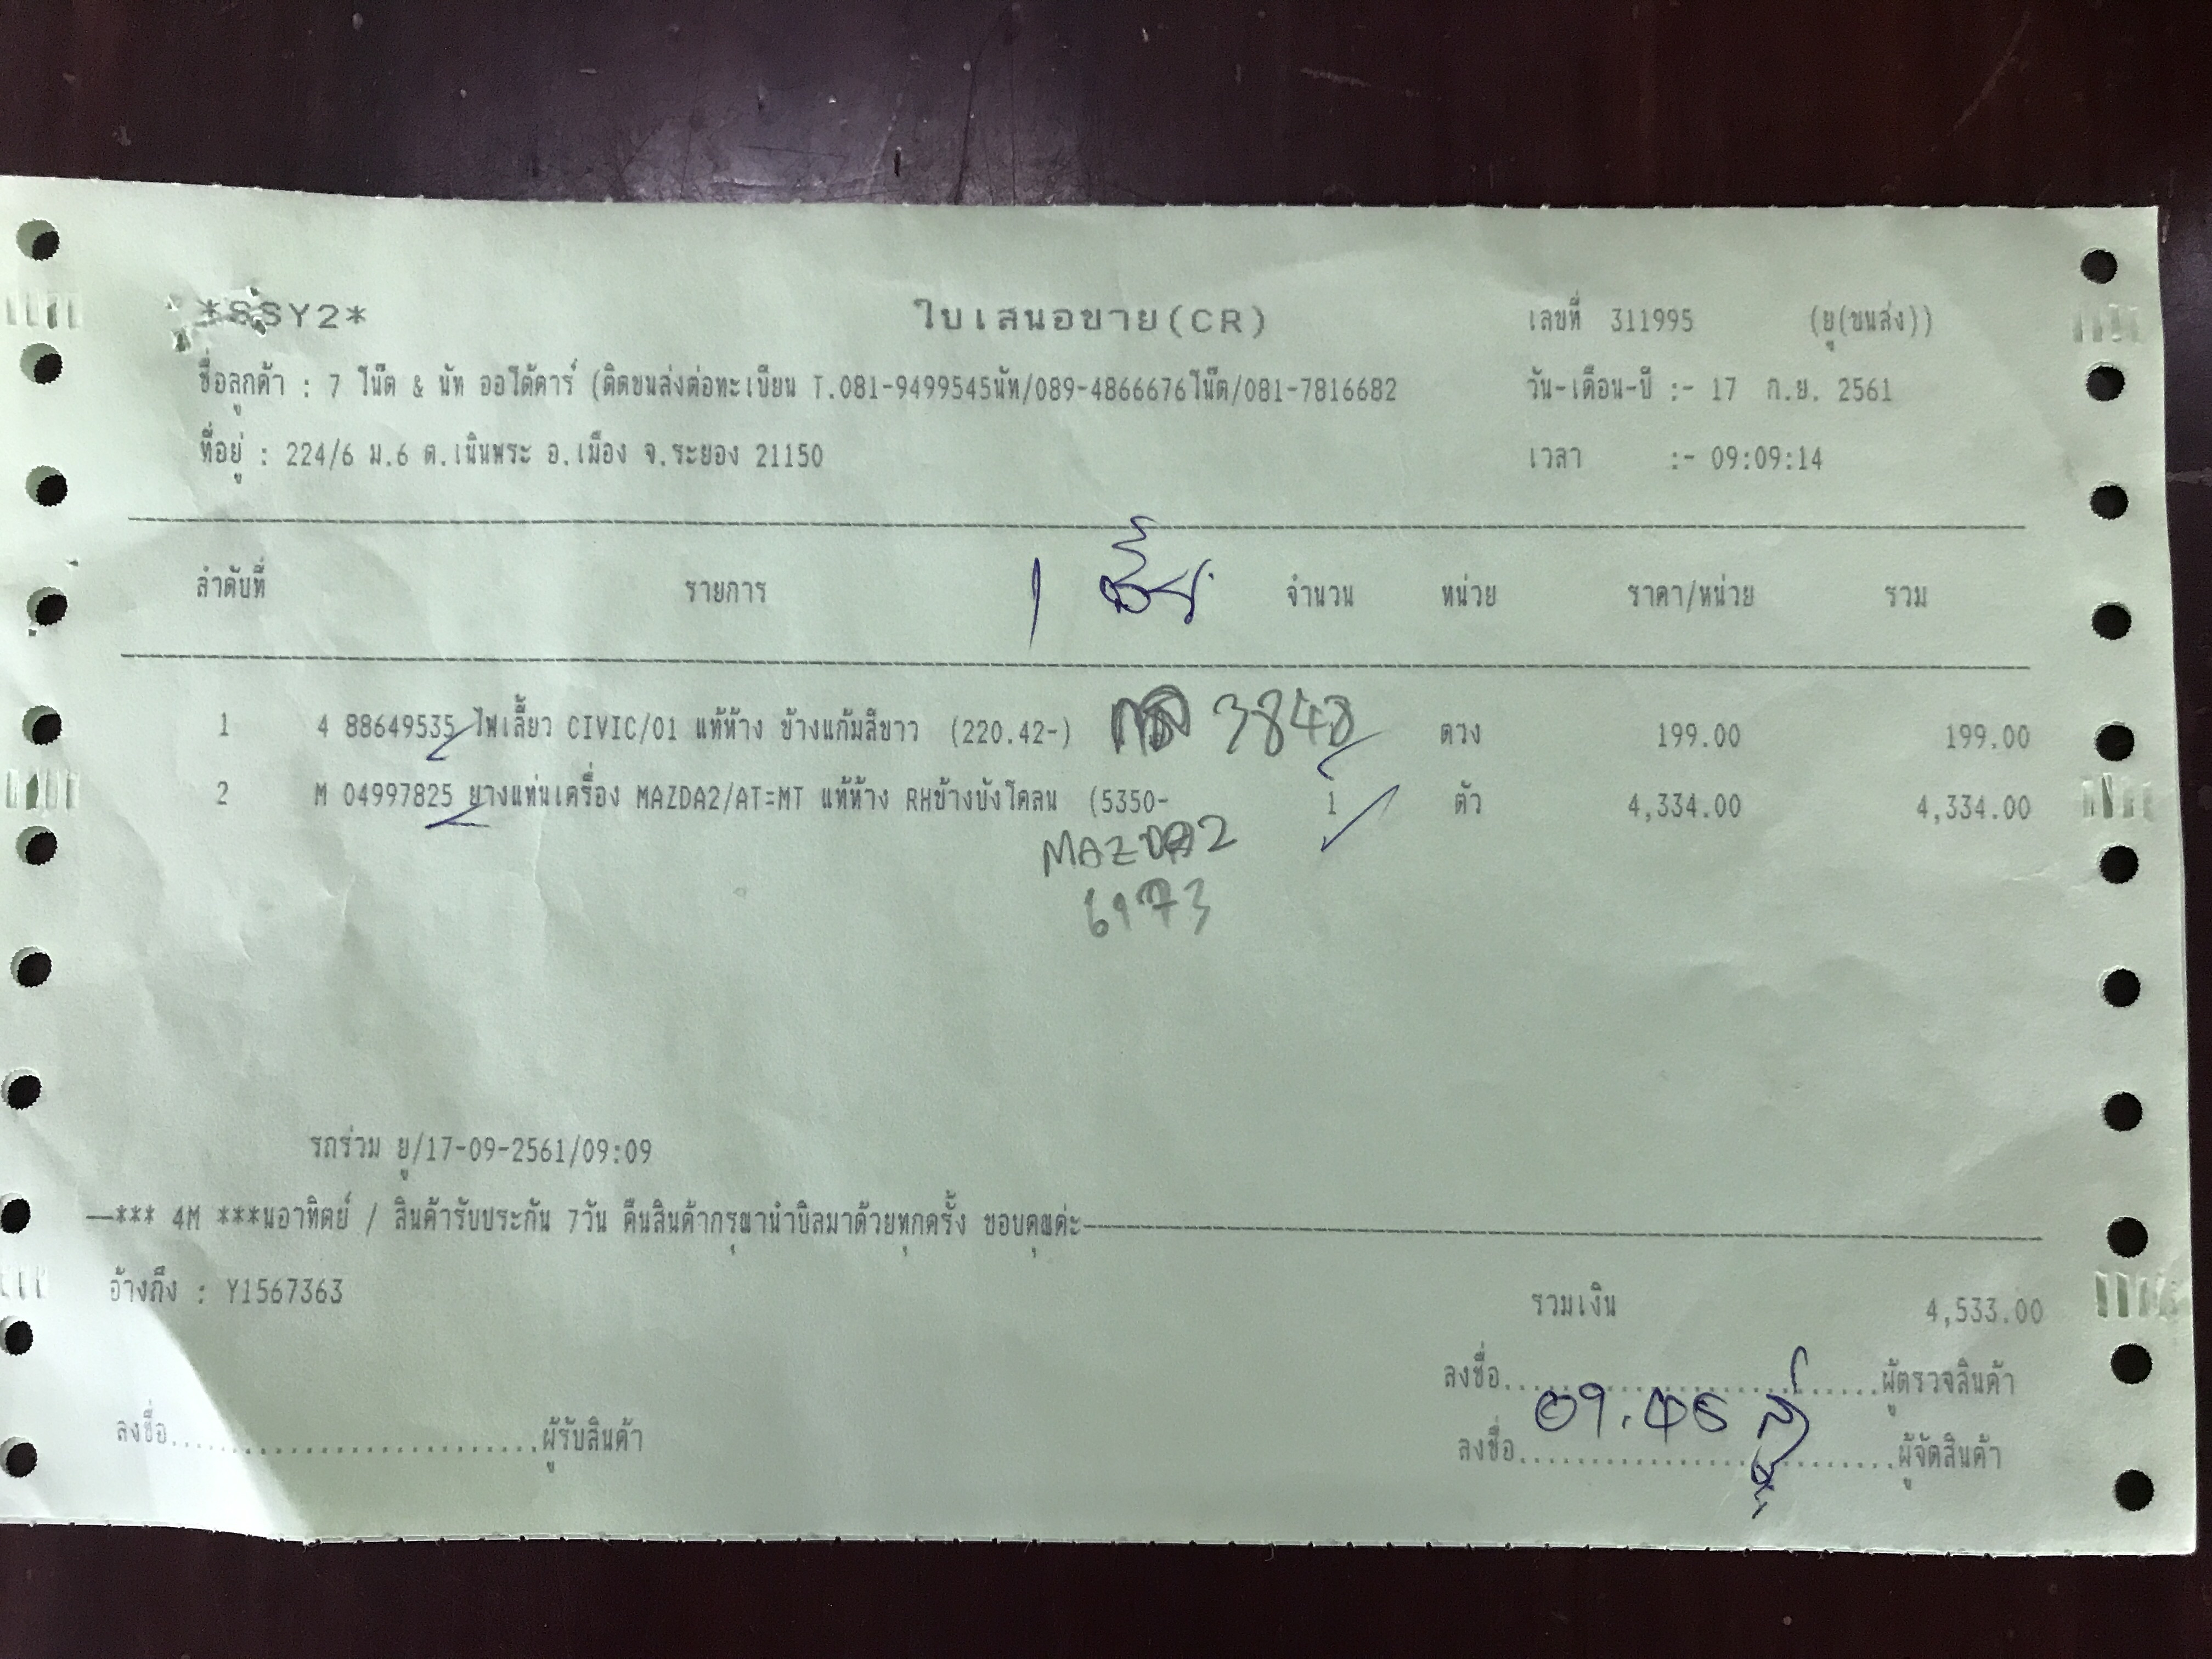 *SSY2* ใบเสนอขาย(CR) เลขที่ 311995 (ยู(ขนส่ง))
ชื่อลูกค้า : 7 โน๊ต & นัท ออโต้คาร์ (ติดขนส่งต่อทะเบียน T.081-9499545นัท/089-4866676โน๊ต/081-7816682 วัน-เดือน-ปี :- 17 ก.ย. 2561
ที่อยู่ : 224/6 ม.6 ต.เนินพระ อ.เมือง จ.ระยอง 21150 เวลา :- 09:09:14
ลำดับที่ รายการ 1 จำนวน หน่วย ราคา/หน่วย รวม
1 4 88649535 ไฟเลี้ยว CIVIC/01 แท้ห้าง ข้างแก้มสีขาว (220.42-) 3848 ดวง 199.00 199.00
2 M 04997825 ยางแท่นเครื่อง MAZDA2/AT=MT แท้ห้าง RHข้างบังโคลน (5350- 1 ตัว 4,334.00 4,334.00
MAZDA2
6973
รถร่วม ยู/17-09-2561/09:09
*** 4M ***นอาทิตย์ / สินค้ารับประกัน 7วัน คืนสินค้ากรุณานำบิลมาด้วยทุกครั้ง ขอบคุณค่ะ
อ้างถึง : Y1567363 รวมเงิน 4,533.00
ลงชื่อ..............................ผู้ตรวจสินค้า
09.45
ลงชื่อ..............................ผู้รับสินค้า ลงชื่อ..............................ผู้จัดสินค้า